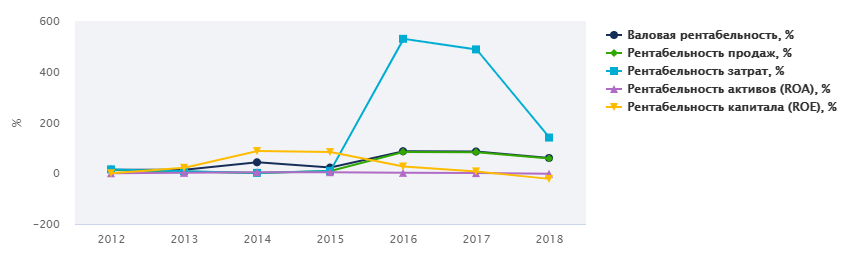 600
400
200
0
−200
%
2012 2013 2014 2015 2016 2017 2018
Валовая рентабельность, %
Рентабельность продаж, %
Рентабельность затрат, %
Рентабельность активов (ROA), %
Рентабельность капитала (ROE), %